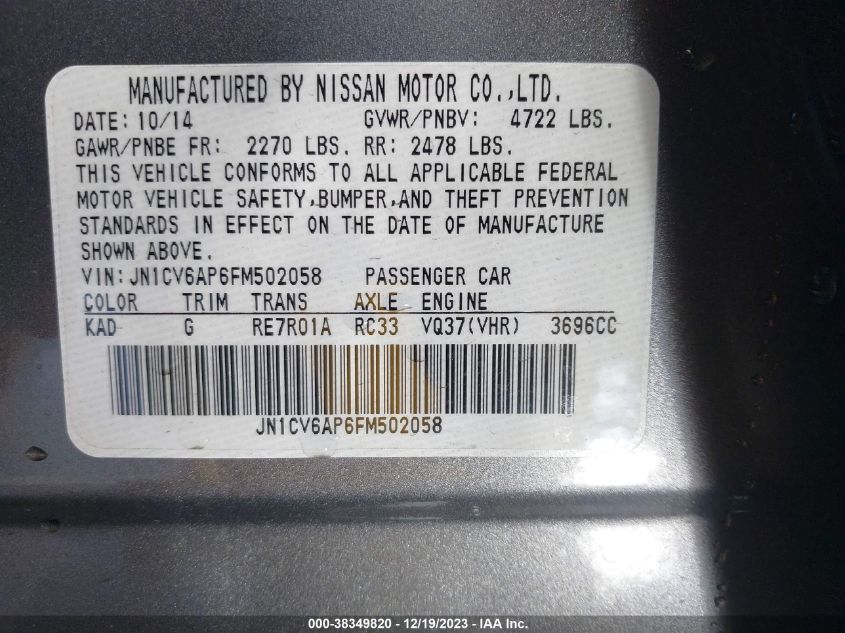 MANUFACTURED BY NISSAN MOTOR CO.,LTD.
DATE: 10/14 GVWR/PNBV: 4722 LBS.
GAWR/PNBE FR: 2270 LBS. RR: 2478 LBS.
THIS VEHICLE CONFORMS TO ALL APPLICABLE FEDERAL
MOTOR VEHICLE SAFETY,BUMPER,AND THEFT PREVENTION
STANDARDS IN EFFECT ON THE DATE OF MANUFACTURE
SHOWN ABOVE.
VIN:JN1CV6AP6FM502058 PASSENGER CAR
COLOR TRIM TRANS AXLE ENGINE
KAD G RE7R01A RC33 VQ37(VHR) 3696CC
JN1CV6AP6FM502058
000-38349820 - 12/19/2023 - IAA Inc.